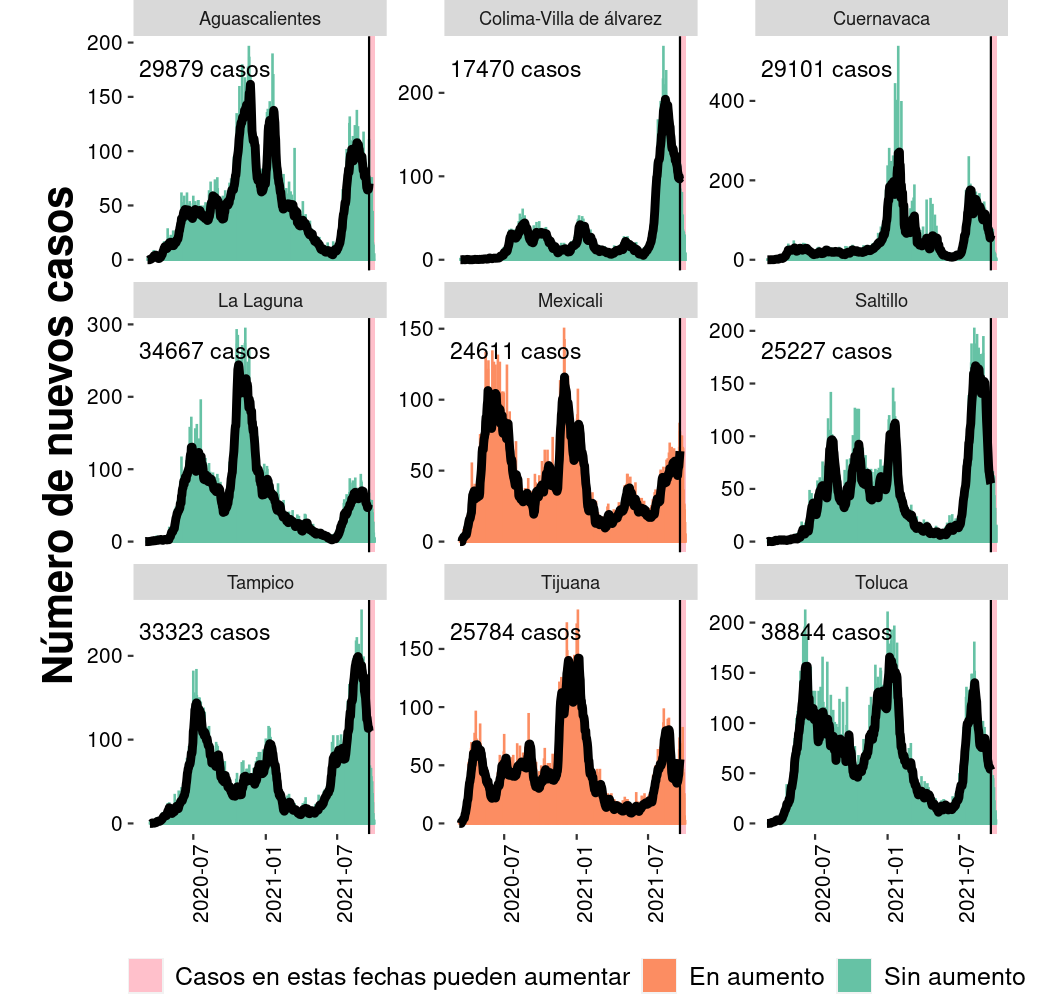 Número de nuevos casos
Aguascalientes
Colima-Villa de álvarez
Cuernavaca
200
150
100
50
0
29879 casos
200
100
0
17470 casos
400
200
0
29101 casos
La Laguna
Mexicali
Saltillo
300
200
100
0
34667 casos
150
100
50
0
24611 casos
200
150
100
50
0
25227 casos
Tampico
Tijuana
Toluca
200
100
0
33323 casos
150
100
50
0
25784 casos
200
150
100
50
0
38844 casos
2020-07
2021-01
2021-07
2020-07
2021-01
2021-07
2020-07
2021-01
2021-07
Casos en estas fechas pueden aumentar
En aumento
Sin aumento